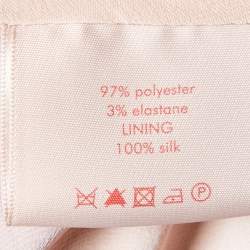 97% polyester
3% elastane
LINING
100% silk
P